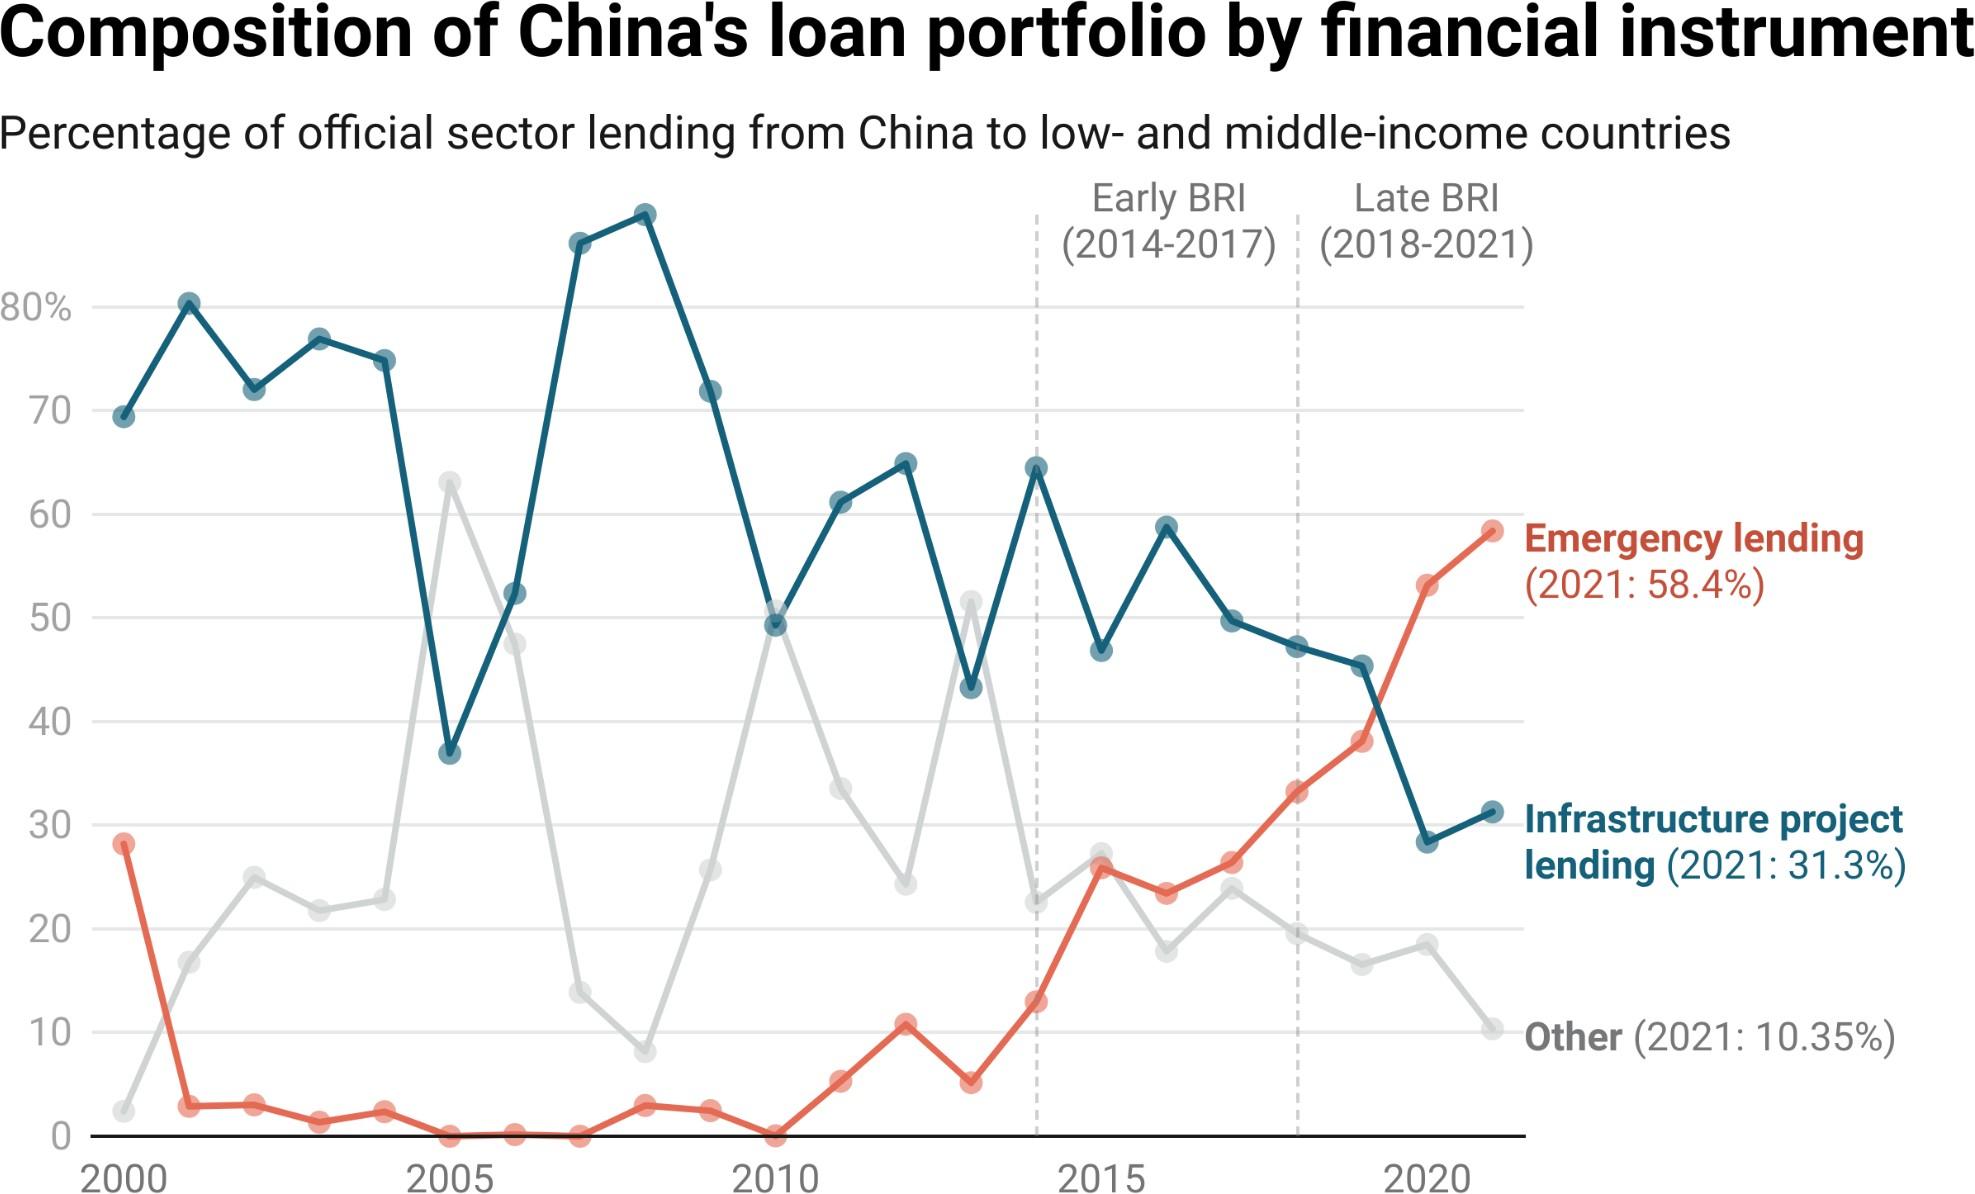 Composition of China's loan portfolio by financial instrument
Percentage of official sector lending from China to low- and middle-income countries
Early BRI
(2014-2017)
Late BRI
(2018-2021)
80%
70
60
50
40
30
20
10
0
Emergency lending
(2021: 58.4%)
Infrastructure project
lending (2021: 31.3%)
Other (2021: 10.35%)
2000
2005
2010
2015
2020